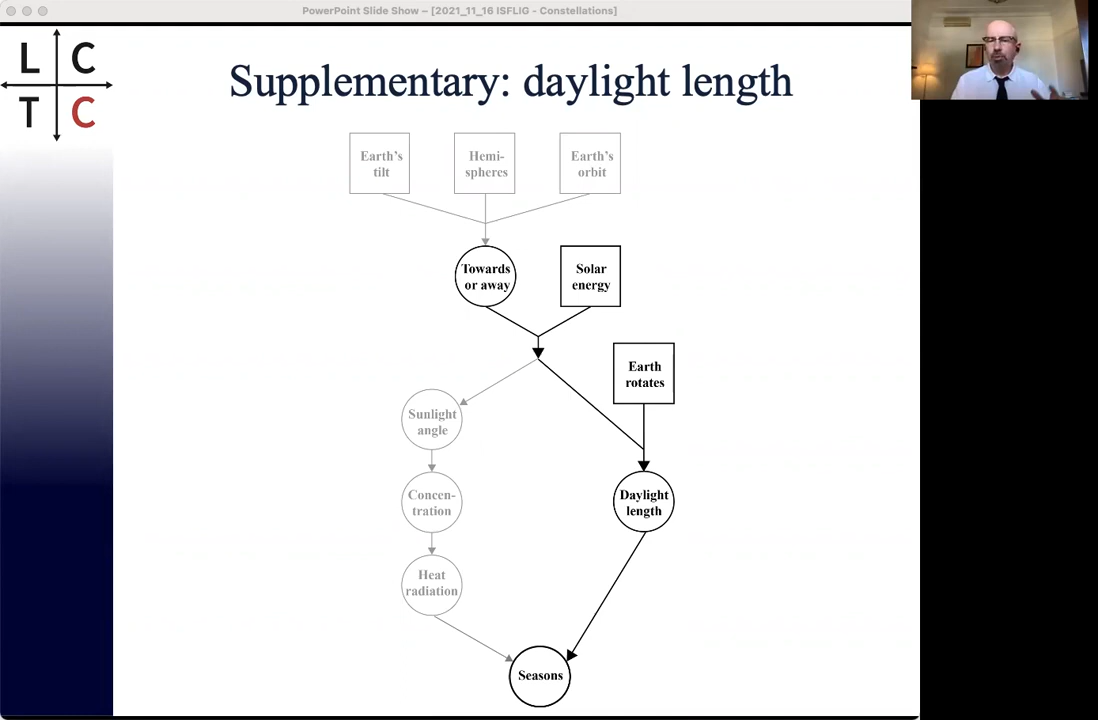 PowerPoint Slide Show – [2021_11_16 ISFLIG - Constellations]
L C
T C
Supplementary: daylight length
Earth's
tilt
Hemi-
spheres
Earth's
orbit
Towards
or away
Solar
energy
Earth
rotates
Sunlight
angle
Concen-
tration
Daylight
length
Heat
radiation
Seasons